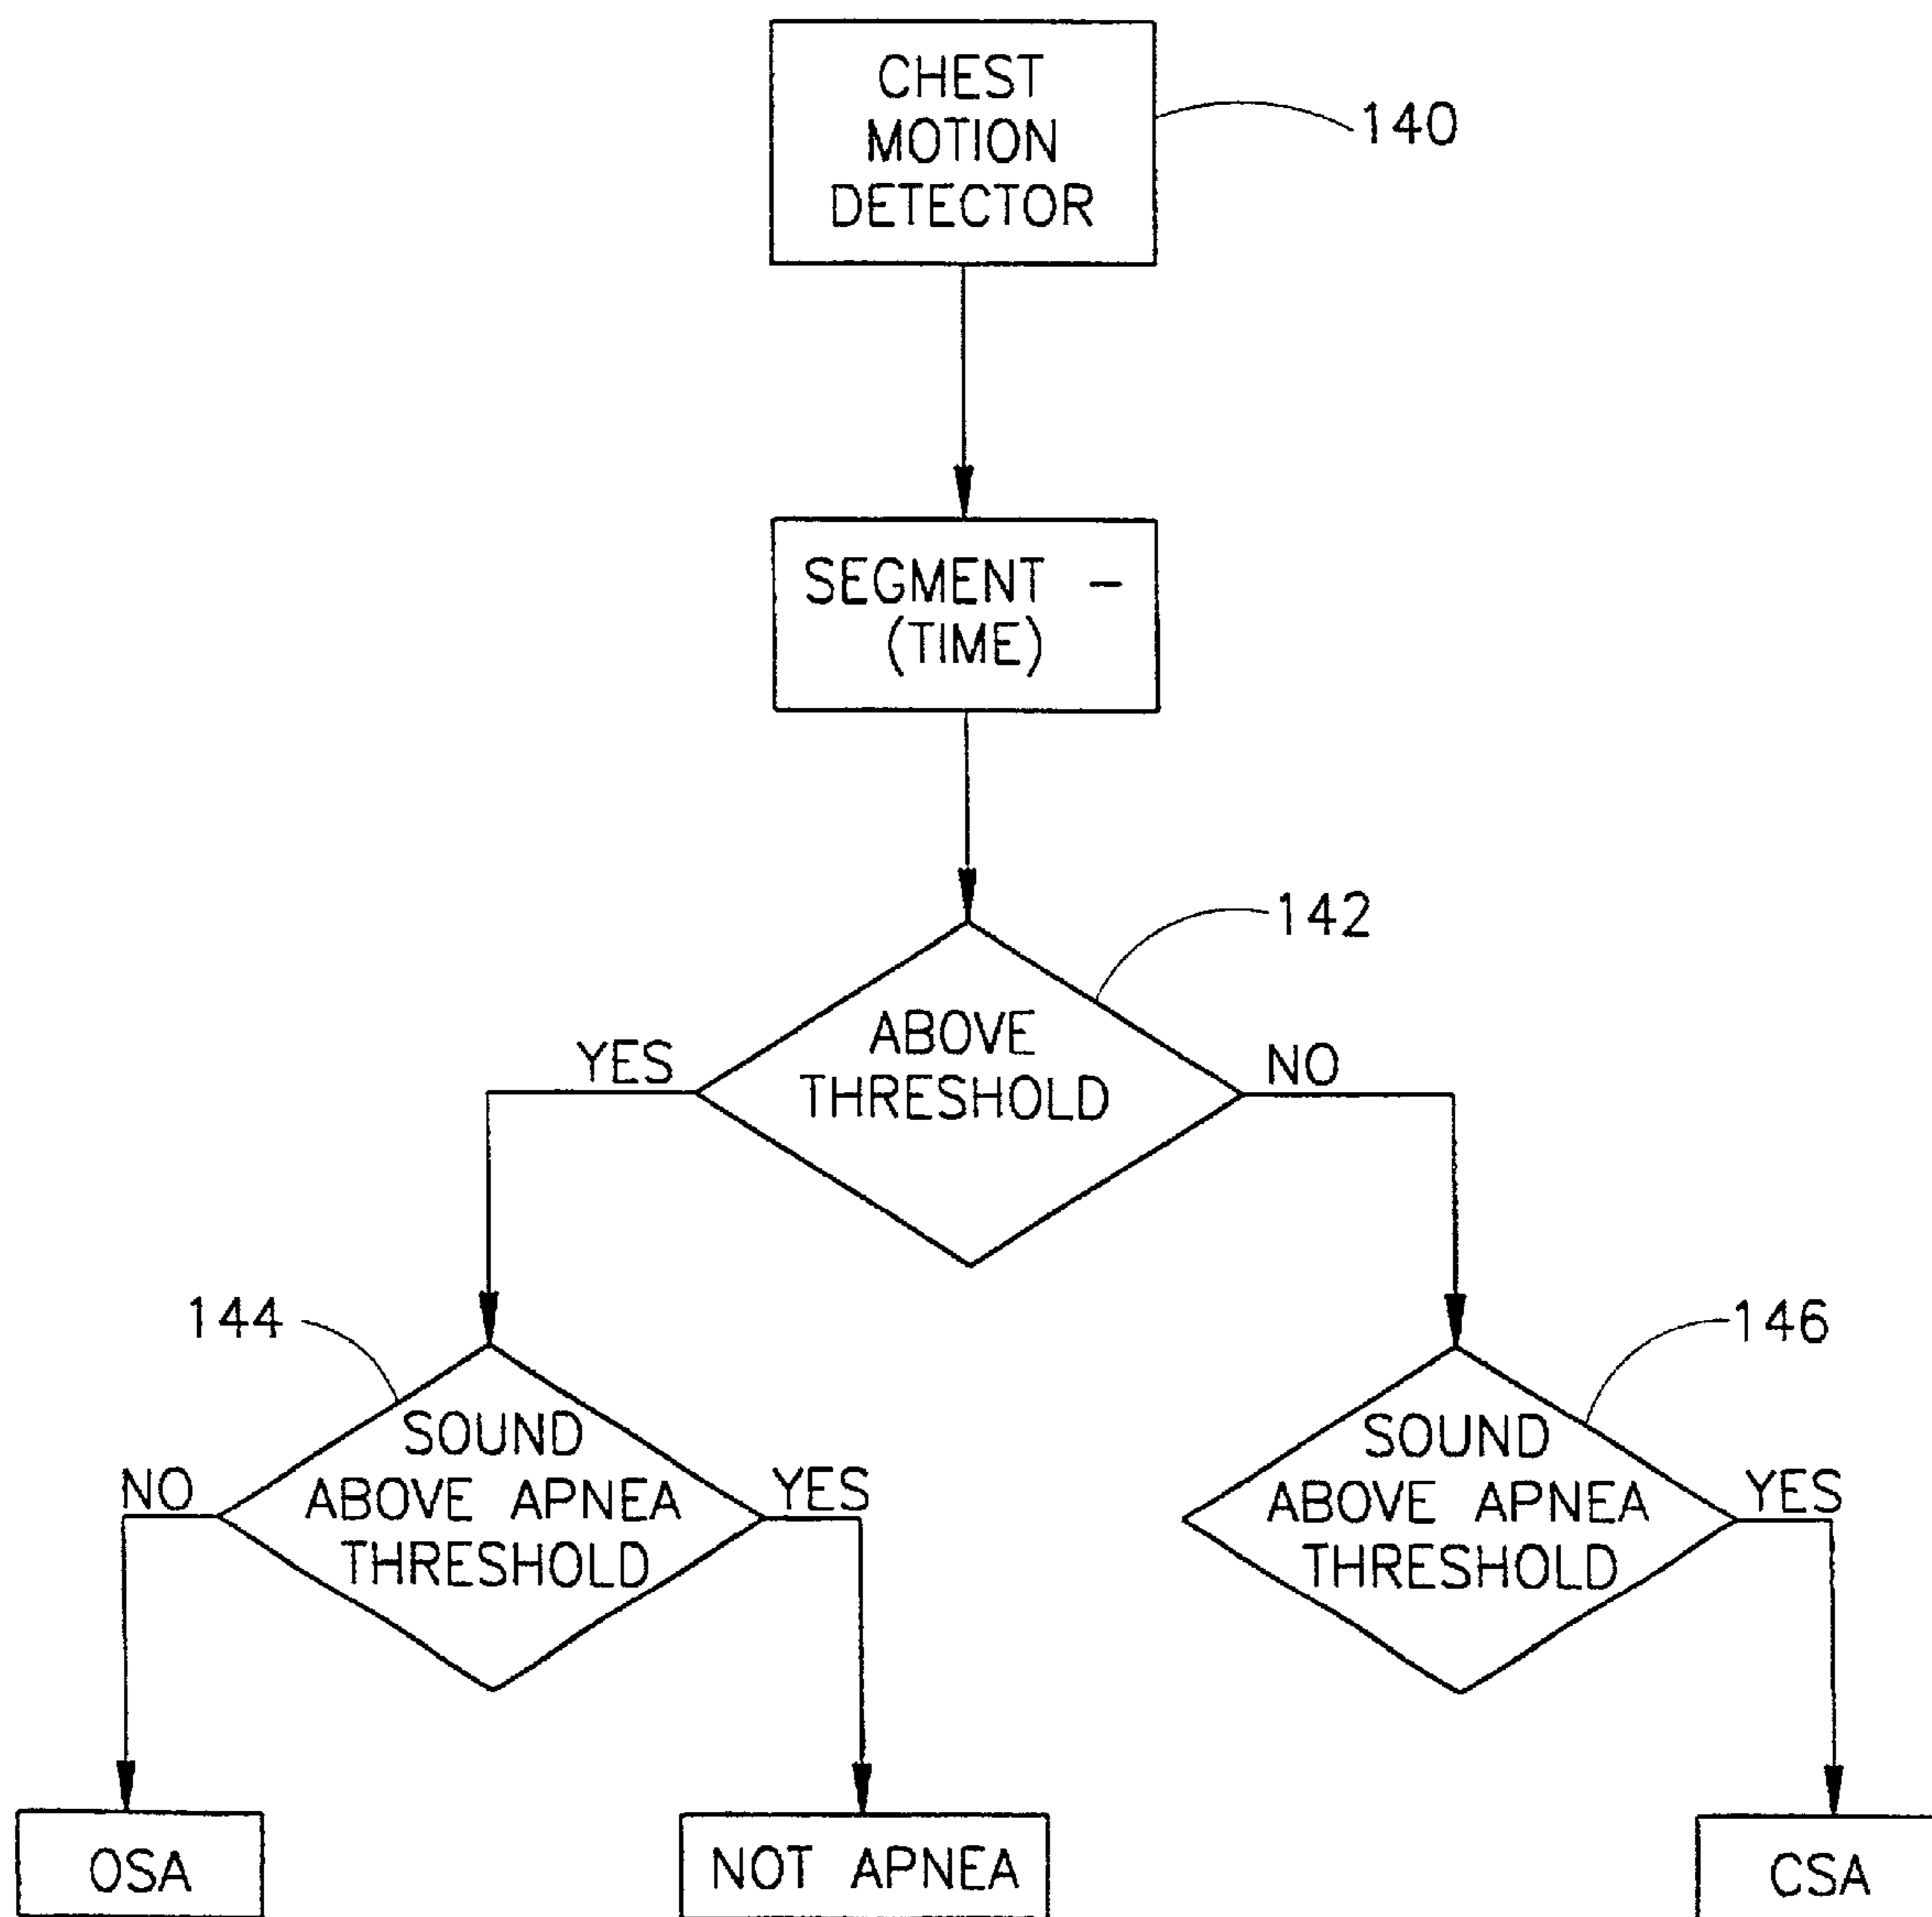 CHEST
MOTION
DETECTOR
140
SEGMENT –
(TIME)
142
ABOVE
THRESHOLD
YES
NO
144
146
SOUND
ABOVE APNEA
THRESHOLD
NO
YES
SOUND
ABOVE APNEA
THRESHOLD
YES
OSA
NOT APNEA
CSA